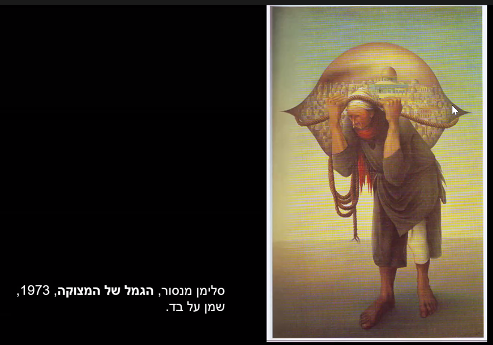 סלימן מנסור, הגמל של המצוקה, 1973,
שמן על בד.